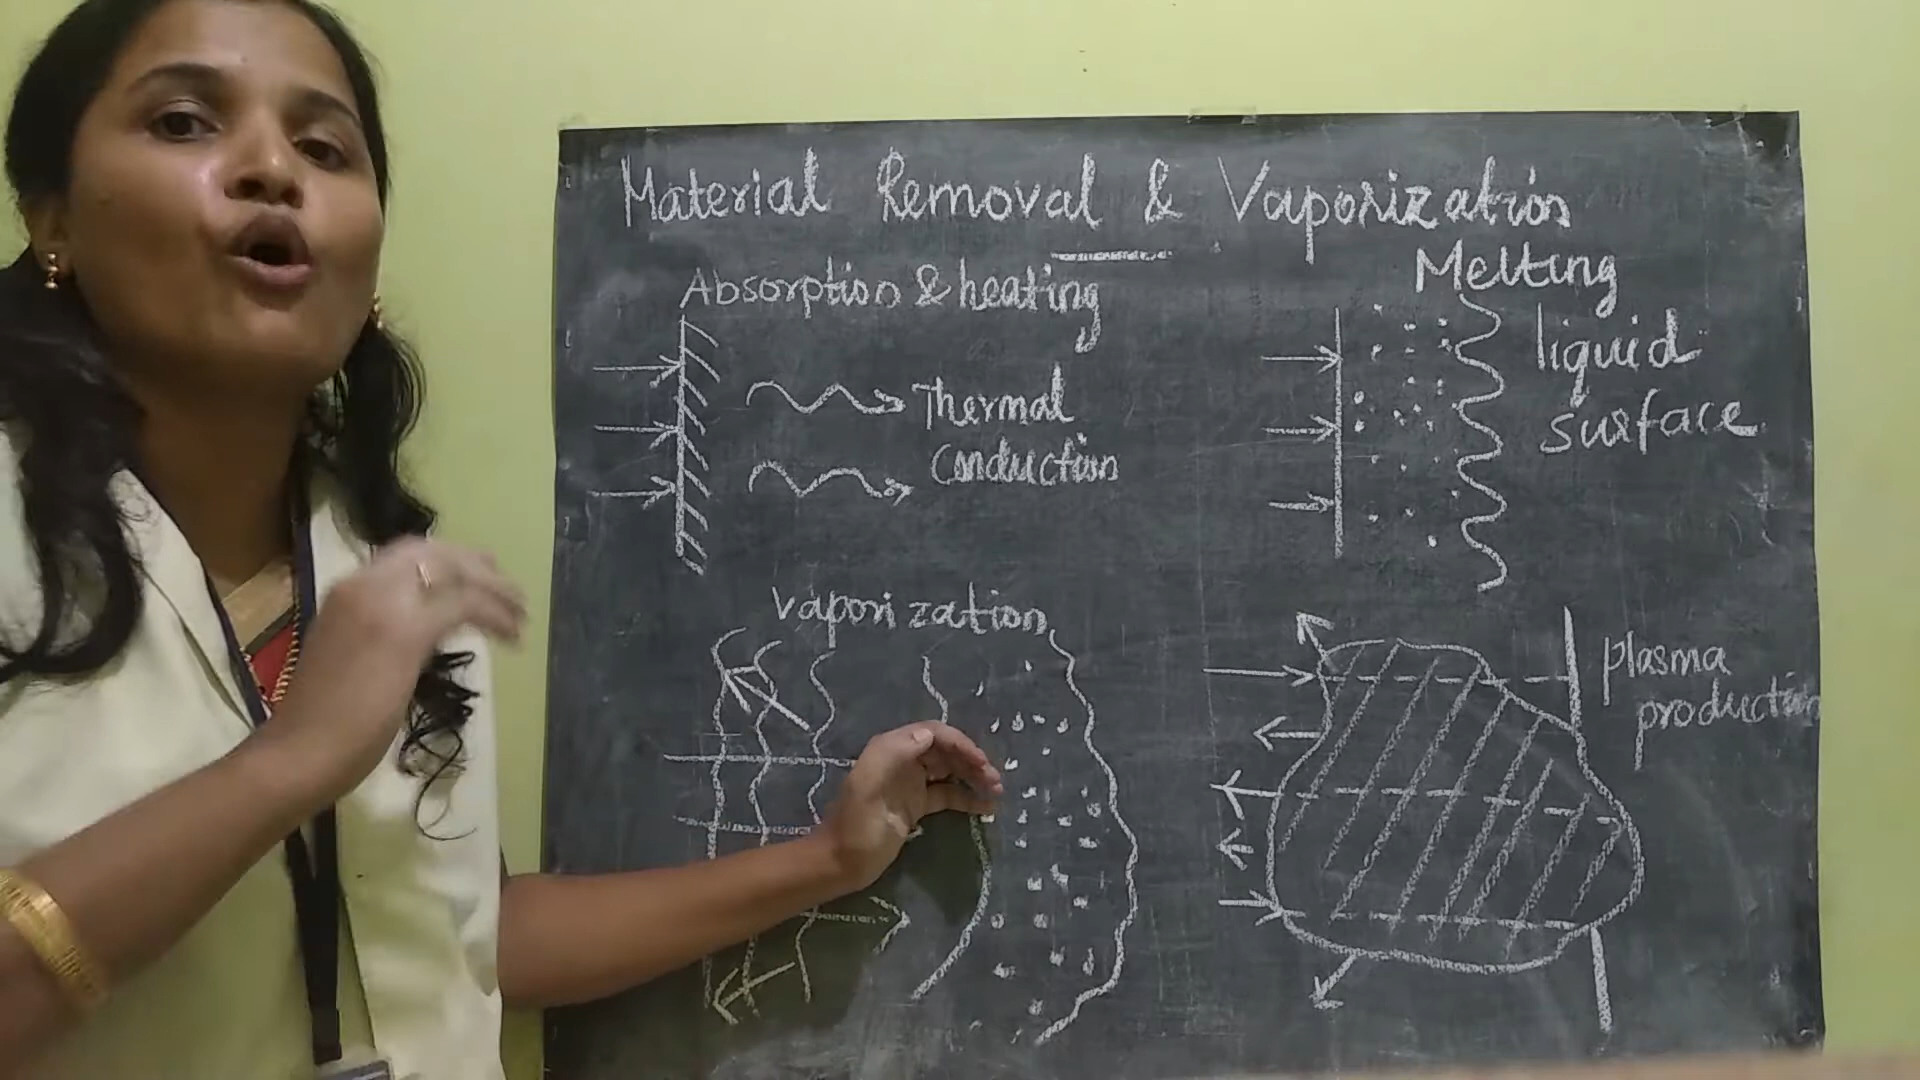 Material Removal & Vaporization
Absorption & heating
Thermal
conduction
Melting
liquid
surface
vaporization
plasma
production